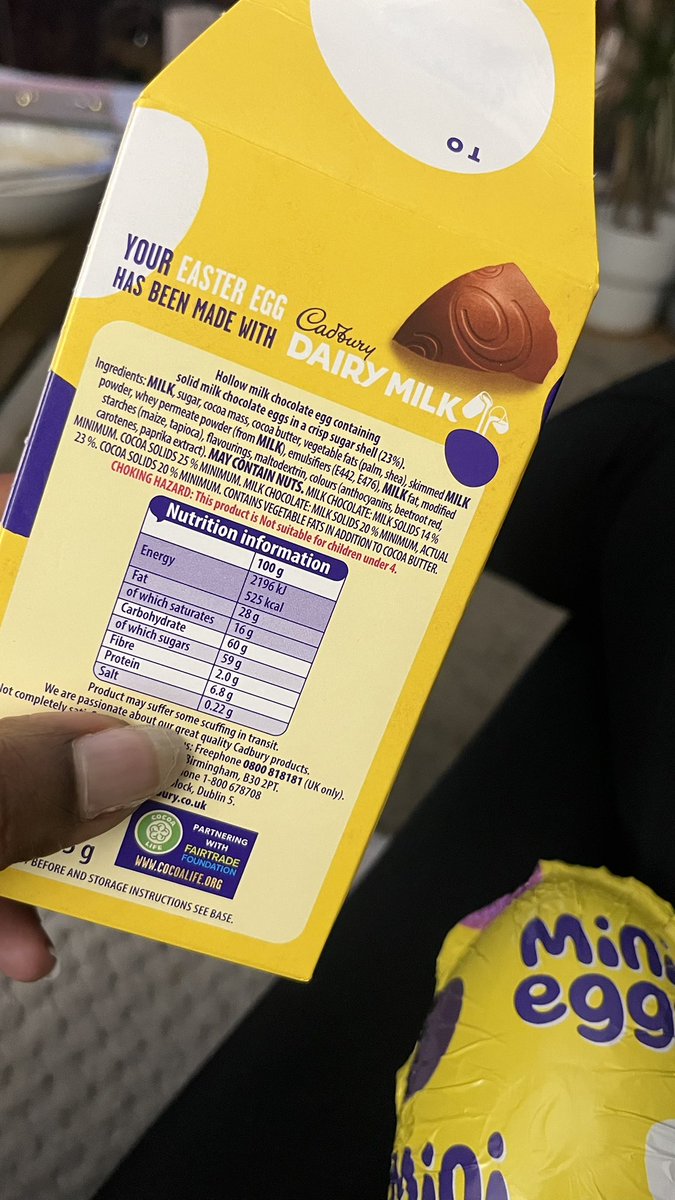 TO
YOUR EASTER EGG
HAS BEEN MADE WITH
Cadbury
DAIRY MILK
Hollow milk chocolate egg containing
solid milk chocolate eggs in a crisp sugar shell (23%).
Ingredients: MILK, sugar, cocoa mass, cocoa butter, vegetable fats (palm, shea), skimmed MILK
powder, whey permeate powder (from MILK), emulsifiers (E442, E476), MILK fat, modified
starches (maize, tapioca), flavourings, maltodextrin, colours (anthocyanins, beetroot red,
carotenes, paprika extract). MAY CONTAIN NUTS. MILK CHOCOLATE: MILK SOLIDS 14 %
MINIMUM. COCOA SOLIDS 25 % MINIMUM. MILK CHOCOLATE: MILK SOLIDS 20 % MINIMUM, ACTUAL
23 %. COCOA SOLIDS 20 % MINIMUM. CONTAINS VEGETABLE FATS IN ADDITION TO COCOA BUTTER.
CHOKING HAZARD: This product is Not suitable for children under 4.
Nutrition information
100 g
Energy 2196 kJ
525 kcal
Fat 28 g
of which saturates 16 g
Carbohydrate 60 g
of which sugars 59 g
Fibre 2.0 g
Protein 6.8 g
Salt 0.22 g
Product may suffer some scuffing in transit.
We are passionate about our great quality Cadbury products.
Not completely
Freephone 0800 818181 (UK only).
Birmingham, B30 2PT.
1-800 678708
Dublin 5.
COCOA LIFE
PARTNERING
WITH
FAIRTRADE
FOUNDATION
WWW.COCOALIFE.ORG
g
BEFORE AND STORAGE INSTRUCTIONS SEE BASE.
Mini
egg
Mini